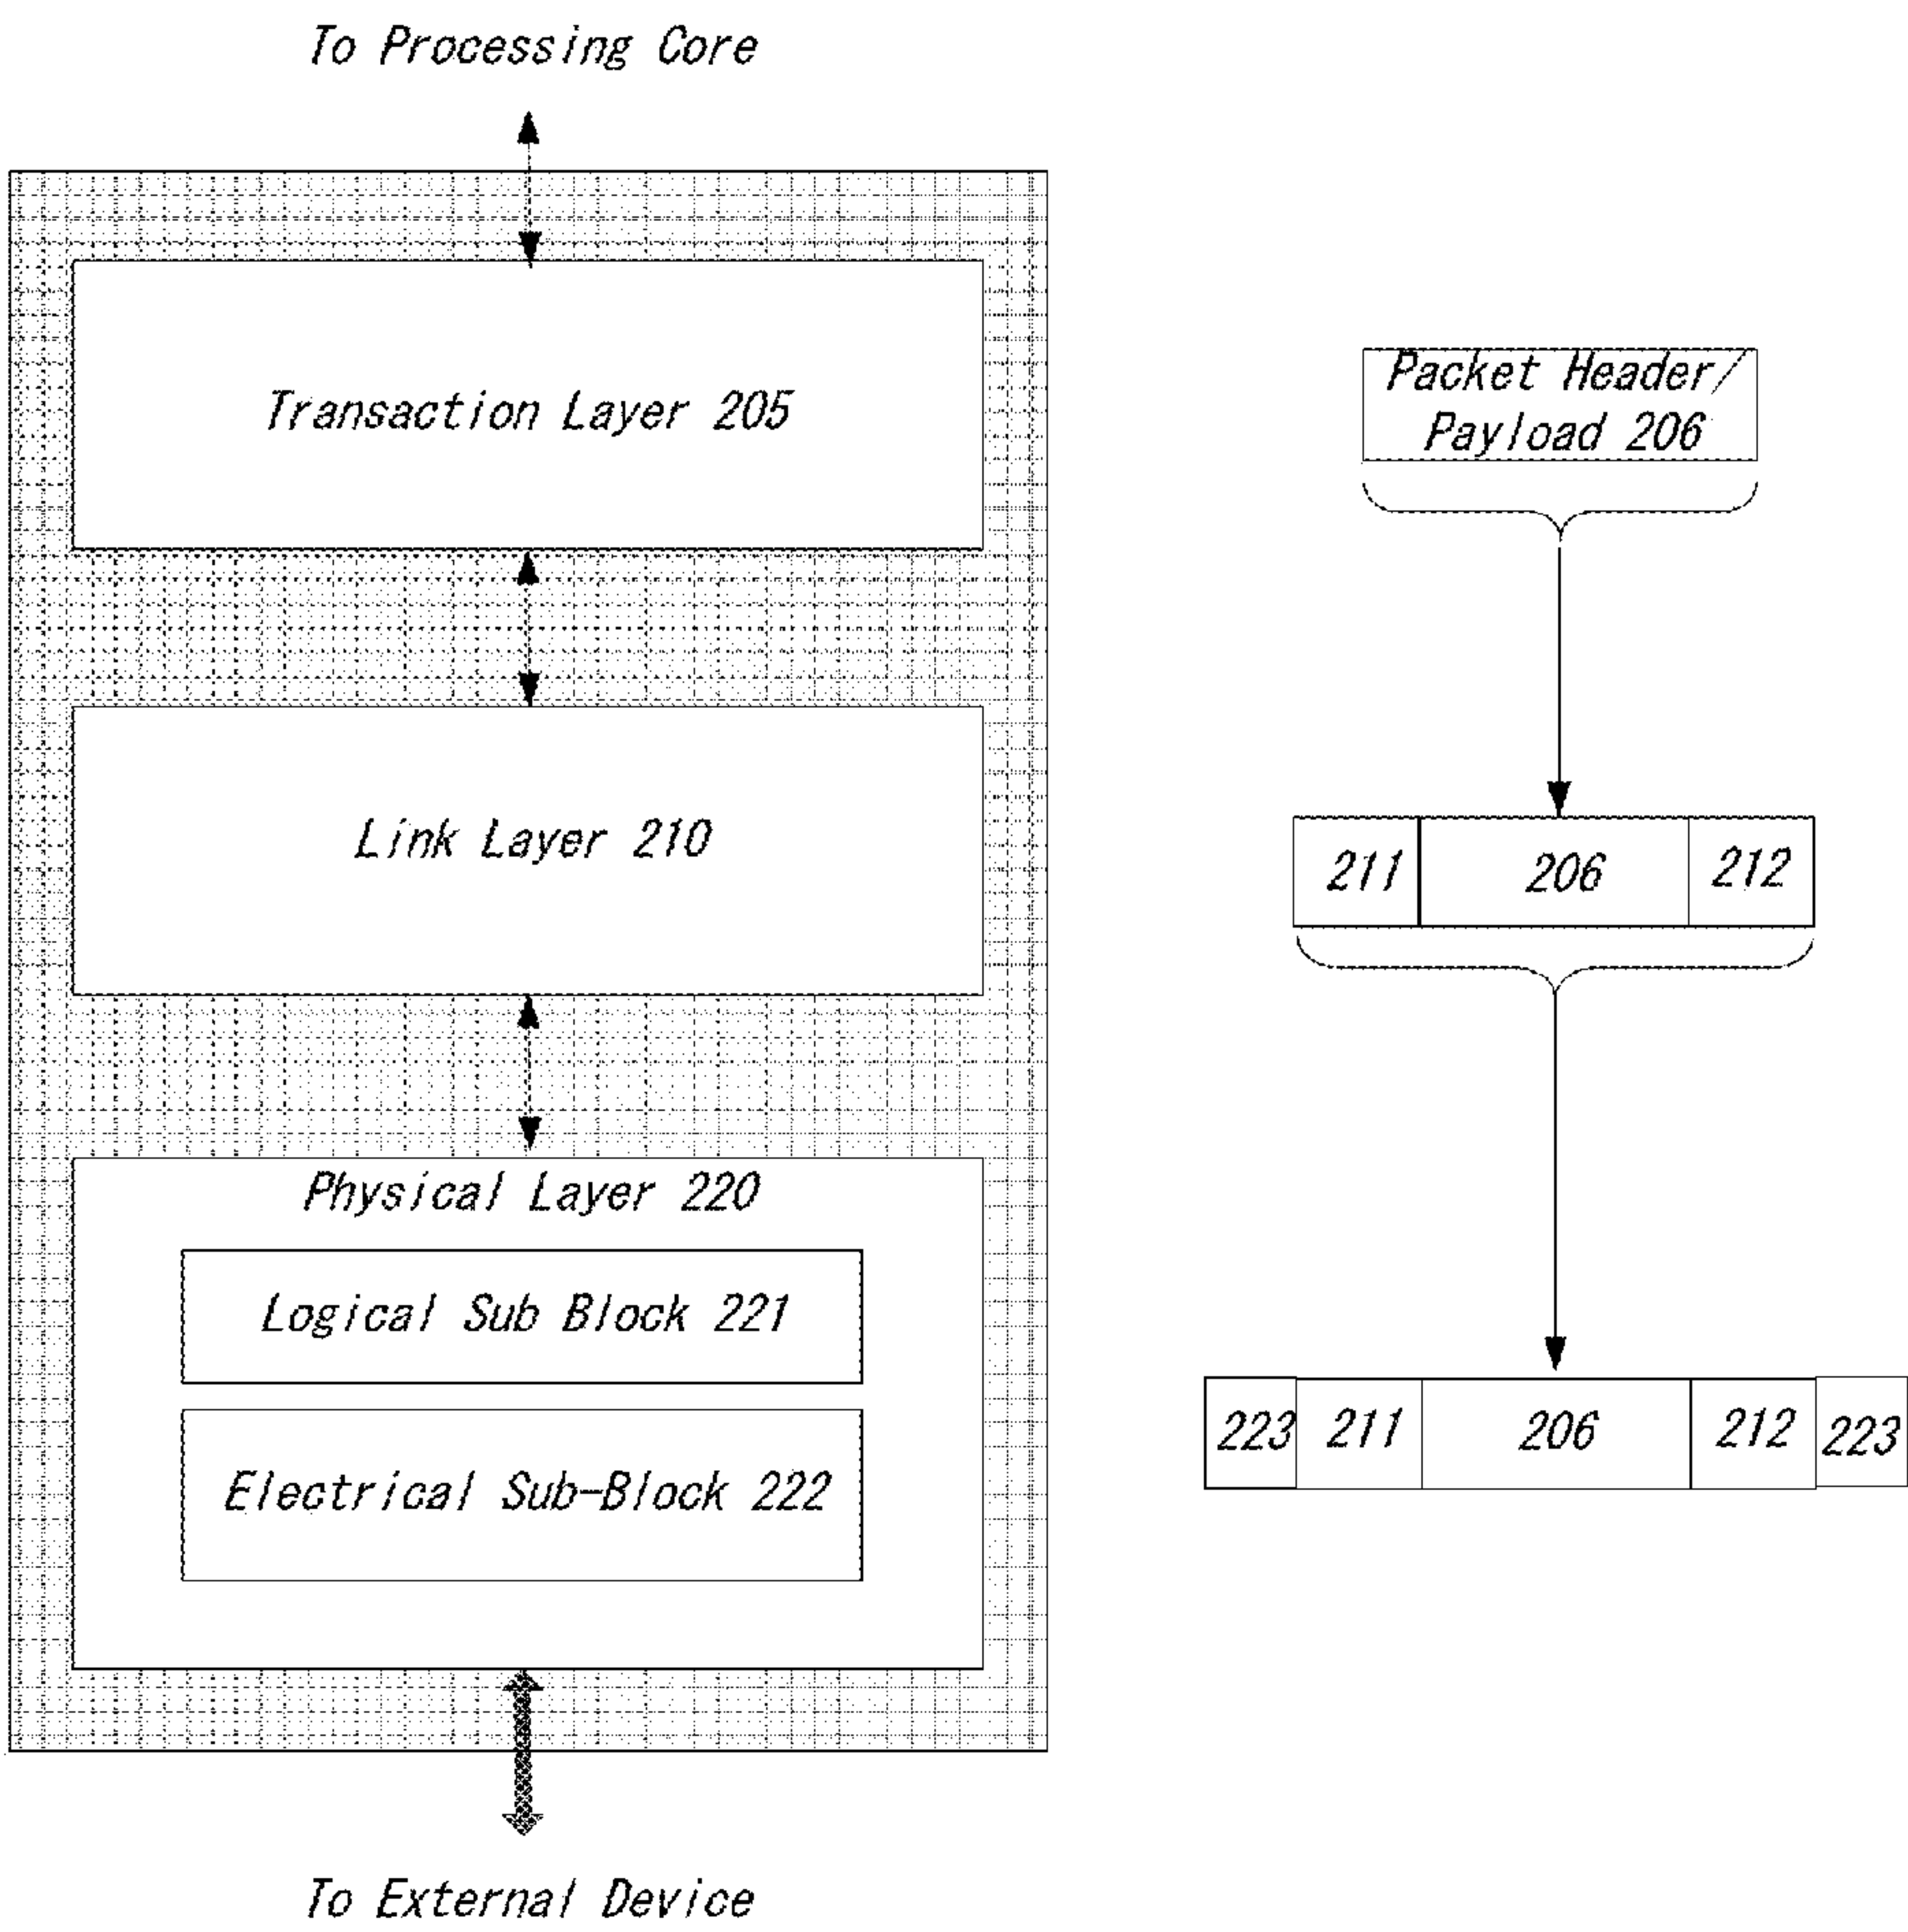 To Processing Core
Transaction Layer 205
Packet Header/
Payload 206
Link Layer 210
211 206 212
Physical Layer 220
Logical Sub Block 221
Electrical Sub-Block 222
223 211 206 212 223
To External Device